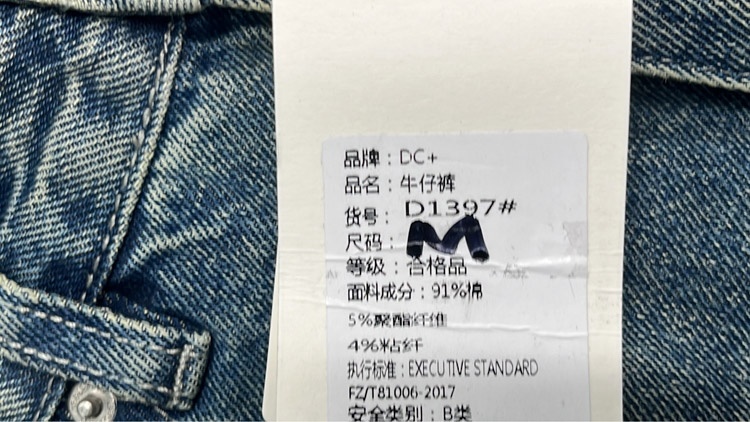 品牌：DC+
品名：牛仔裤
货号：D1397#
尺码：M
等级：合格品
面料成分：91%棉
5%聚酯纤维
4%粘纤
执行标准：EXECUTIVE STANDARD
FZ/T81006-2017
安全类别：B类